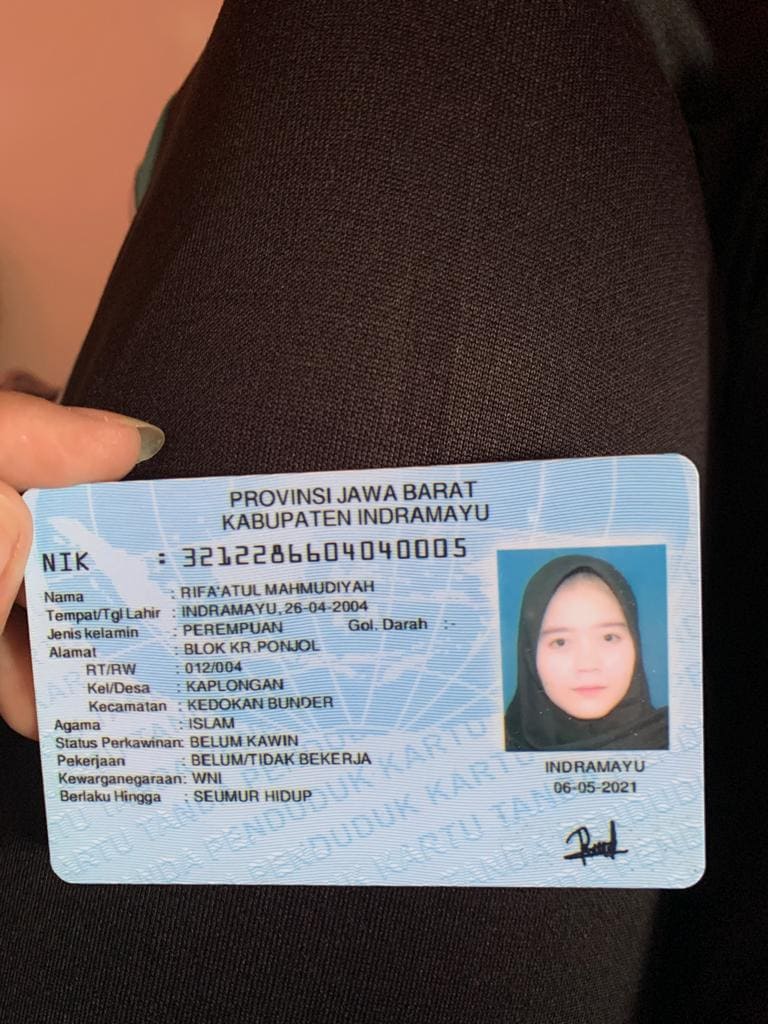 PROVINSI JAWA BARAT
KABUPATEN INDRAMAYU
NIK : 3212286604040005
Nama : RIFA'ATUL MAHMUDIYAH
Tempat/Tgl Lahir : INDRAMAYU, 26-04-2004
Jenis kelamin : PEREMPUAN Gol. Darah :-
Alamat : BLOK KR.PONJOL
RT/RW : 012/004
Kel/Desa : KAPLONGAN
Kecamatan : KEDOKAN BUNDER
Agama : ISLAM
Status Perkawinan: BELUM KAWIN
Pekerjaan : BELUM/TIDAK BEKERJA
Kewarganegaraan: WNI
Berlaku Hingga : SEUMUR HIDUP
INDRAMAYU
06-05-2021